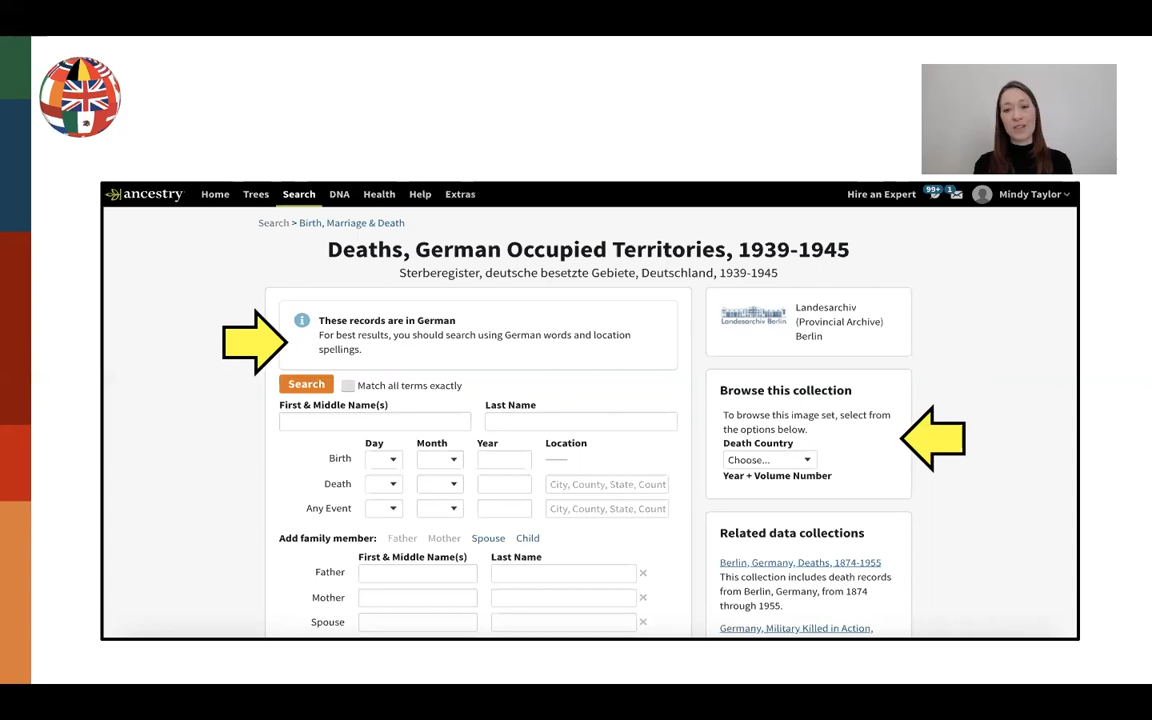 ancestry Home Trees Search DNA Health Help Extras Hire an Expert 99+ 1 Mindy Taylor
Search > Birth, Marriage & Death
Deaths, German Occupied Territories, 1939-1945
Sterberegister, deutsche besetzte Gebiete, Deutschland, 1939-1945
These records are in German
For best results, you should search using German words and location
spellings.
Search Match all terms exactly
First & Middle Name(s) Last Name
Day Month Year Location
Birth
Death City, County, State, Count
Any Event City, County, State, Count
Add family member: Father Mother Spouse Child
First & Middle Name(s) Last Name
Father
Mother
Spouse
Landesarchiv Berlin
Landesarchiv
(Provincial Archive)
Berlin
Browse this collection
To browse this image set, select from
the options below.
Death Country
Choose...
Year + Volume Number
Related data collections
Berlin, Germany, Deaths, 1874-1955
This collection includes death records
from Berlin, Germany, from 1874
through 1955.
Germany, Military Killed in Action,